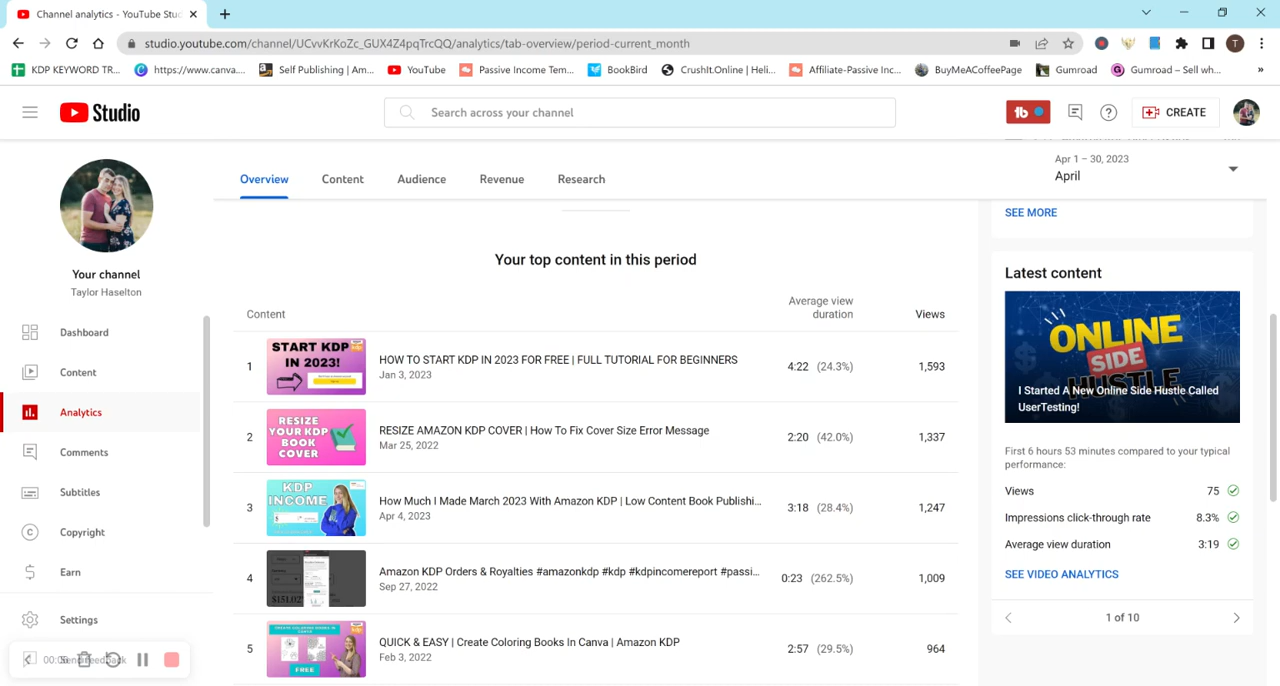 Channel analytics - YouTube Stud
studio.youtube.com/channel/UCvvKrKoZc_GUX4Z4pqTrcQQ/analytics/tab-overview/period-current_month
T
KDP KEYWORD TR...
https://www.canva....
Self Publishing | Am...
YouTube
Passive Income Tem...
BookBird
CrushIt.Online | Heli...
Affiliate-Passive Inc...
BuyMeACoffeePage
Gumroad
Gumroad – Sell wh...
»
Studio
Search across your channel
tb
CREATE
Overview
Content
Audience
Revenue
Research
Apr 1 – 30, 2023
April
Your channel
Taylor Haselton
Dashboard
Content
Analytics
Comments
Subtitles
Copyright
Earn
Settings
Send feedback
Your top content in this period
Content
Average view
duration
Views
1
START KDP
IN 2023!
HOW TO START KDP IN 2023 FOR FREE | FULL TUTORIAL FOR BEGINNERS
Jan 3, 2023
4:22 (24.3%)
1,593
2
RESIZE
YOUR KDP
BOOK
COVER
RESIZE AMAZON KDP COVER | How To Fix Cover Size Error Message
Mar 25, 2022
2:20 (42.0%)
1,337
3
KDP
INCOME
How Much I Made March 2023 With Amazon KDP | Low Content Book Publishi...
Apr 4, 2023
3:18 (28.4%)
1,247
4
Amazon KDP Orders & Royalties #amazonkdp #kdp #kdpincomereport #passi...
Sep 27, 2022
0:23 (262.5%)
1,009
5
CREATE COLORING BOOKS IN
CANVA
FREE
QUICK & EASY | Create Coloring Books In Canva | Amazon KDP
Feb 3, 2022
2:57 (29.5%)
964
SEE MORE
Latest content
ONLINE
SIDE
HUSTLE
I Started A New Online Side Hustle Called
UserTesting!
First 6 hours 53 minutes compared to your typical
performance:
Views
75
Impressions click-through rate
8.3%
Average view duration
3:19
SEE VIDEO ANALYTICS
1 of 10